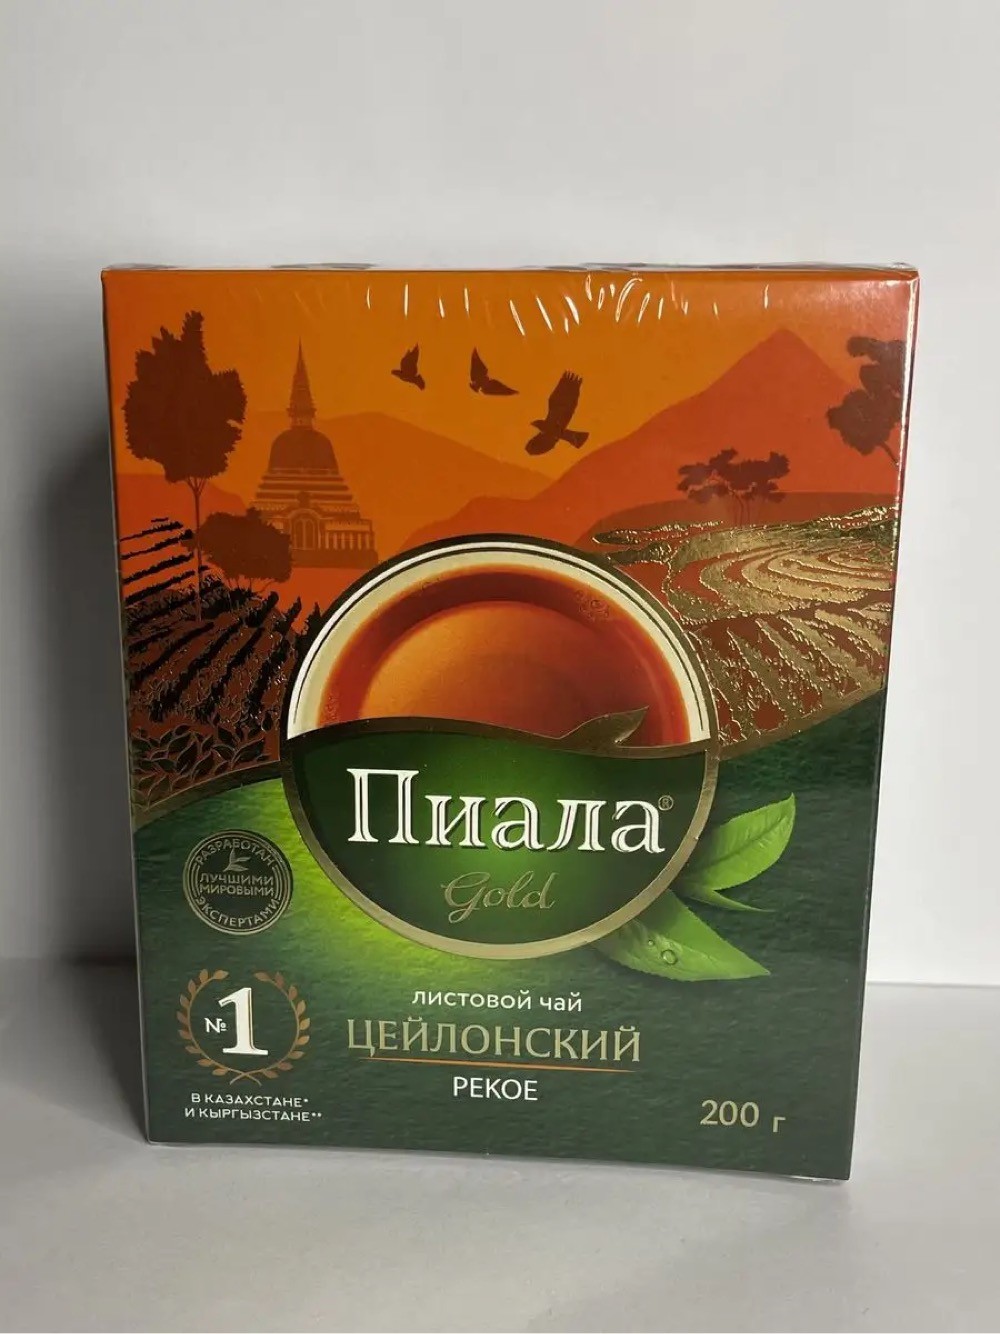 Пиала®
Gold
РАЗРАБОТАН
ЛУЧШИМИ
МИРОВЫМИ
ЭКСПЕРТАМИ
№1
В КАЗАХСТАНЕ*
И КЫРГЫЗСТАНЕ**
ЛИСТОВОЙ ЧАЙ
ЦЕЙЛОНСКИЙ
PEKOE
200 г